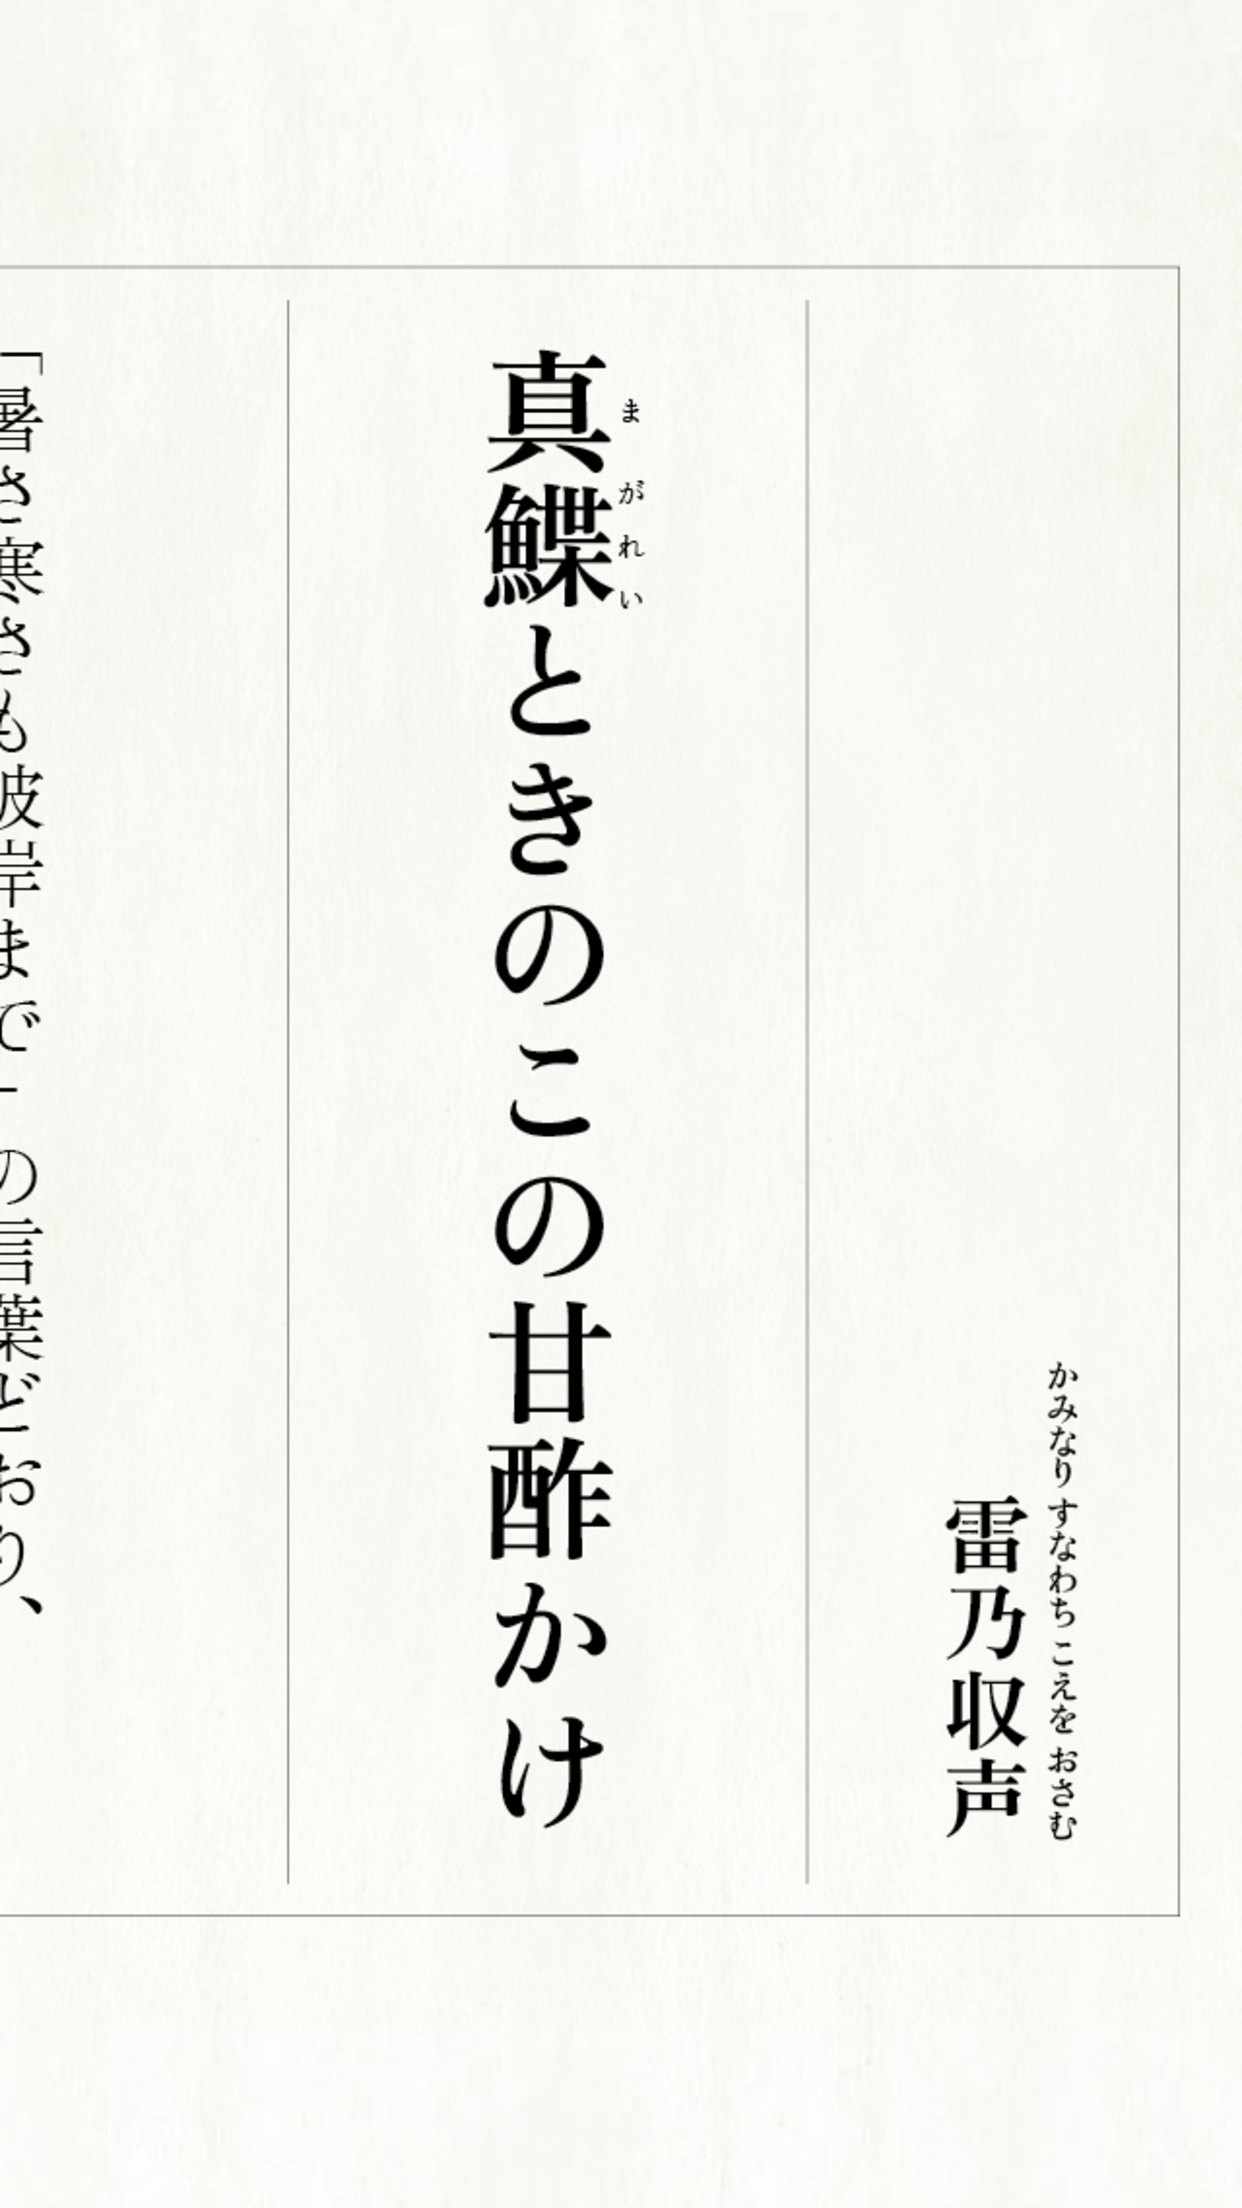 かみなり すなわち こえを おさむ
雷乃収声
まがれい
真鰈ときのこの甘酢かけ
「暑さ寒さも彼岸まで」の言葉どおり、